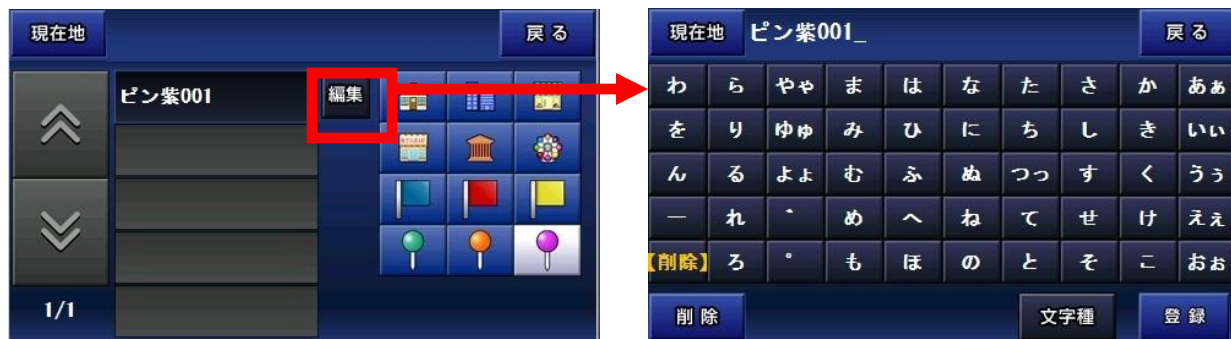 現在地
戻る
ピン紫001
編集
1/1
現在地
ピン紫001_
戻る
わ ら やゃ ま は な た さ か あぁ
を り ゆゅ み ひ に ち し き いぃ
ん る よょ む ふ ぬ つっ す く うぅ
ー れ ゛ め へ ね て せ け えぇ
【削除】 ろ ゜ も ほ の と そ こ おぉ
削除
文字種
登録